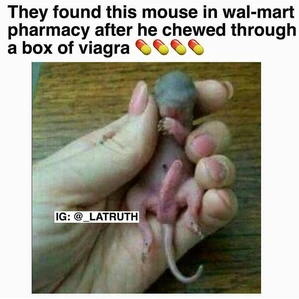 They found this mouse in wal-mart
pharmacy after he chewed through
a box of viagra 💊💊💊💊
IG: @_LATRUTH